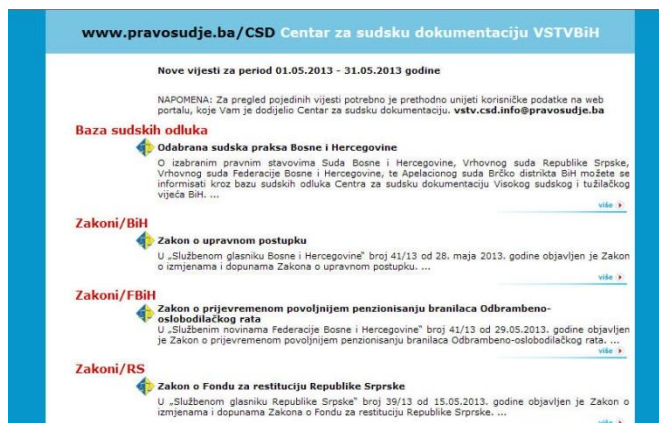 www.pravosudje.ba/CSD Centar za sudsku dokumentaciju VSTVBiH
Nove vijesti za period 01.05.2013 - 31.05.2013 godine
NAPOMENA: Za pregled pojedinih vijesti potrebno je prethodno unijeti korisničke podatke na web
portalu, koje Vam je dodijelio Centar za sudsku dokumentaciju. vstv.csd.info@pravosudje.ba
Baza sudskih odluka
Odabrana sudska praksa Bosne i Hercegovine
O izabranim pravnim stavovima Suda Bosne i Hercegovine, Vrhovnog suda Republike Srpske,
Vrhovnog suda Federacije Bosne i Hercegovine, te Apelacionog suda Brčko distrikta BiH možete se
informisati kroz bazu sudskih odluka Centra za sudsku dokumentaciju Visokog sudskog i tužilačkog
vijeća BiH. ...
više
Zakoni/BiH
Zakon o upravnom postupku
U „Službenom glasniku Bosne i Hercegovine" broj 41/13 od 28. maja 2013. godine objavljen je Zakon
o izmjenama i dopunama Zakona o upravnom postupku. ...
više
Zakoni/FBiH
Zakon o prijevremenom povoljnijem penzionisanju branilaca Odbrambeno-
oslobodilačkog rata
U „Službenim novinama Federacije Bosne i Hercegovine" broj 41/13 od 29.05.2013. godine objavljen
je Zakon o prijevremenom povoljnijem penzionisanju branilaca Odbrambeno-oslobodilačkog rata. ...
više
Zakoni/RS
Zakon o Fondu za restituciju Republike Srprske
U „Službenom glasniku Republike Srpske" broj 39/13 od 15.05.2013. godine objavljen je Zakon o
izmjenama i dopunama Zakona o Fondu za restituciju Republike Srprske. ...
više